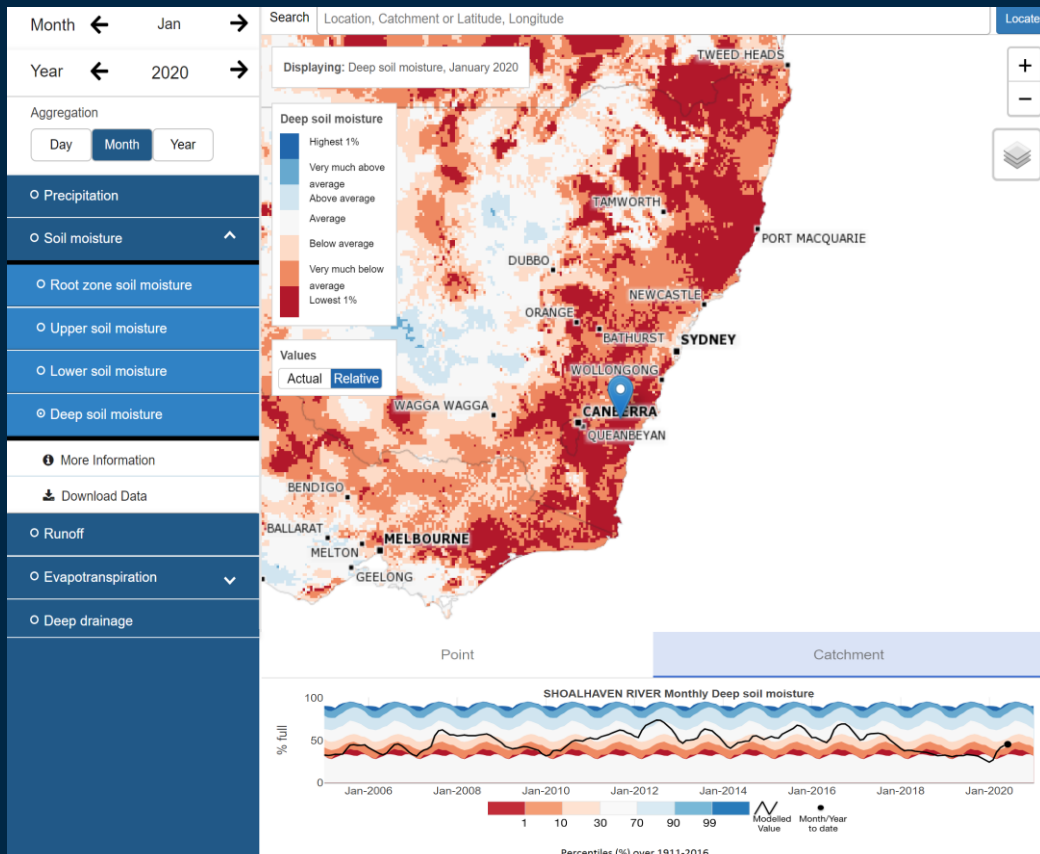 Month
Jan
Year
2020
Aggregation
Day
Month
Year
Precipitation
Soil moisture
Root zone soil moisture
Upper soil moisture
Lower soil moisture
Deep soil moisture
More Information
Download Data
Runoff
Evapotranspiration
Deep drainage
Search
Location, Catchment or Latitude, Longitude
Locate
Displaying: Deep soil moisture, January 2020
+
−
Deep soil moisture
Highest 1%
Very much above
average
Above average
Average
Below average
Very much below
average
Lowest 1%
Values
Actual
Relative
TWEED HEADS
TAMWORTH
PORT MACQUARIE
DUBBO
NEWCASTLE
ORANGE
BATHURST
SYDNEY
WOLLONGONG
WAGGA WAGGA
CANBERRA
QUEANBEYAN
BENDIGO
BALLARAT
MELBOURNE
MELTON
GEELONG
Point
Catchment
SHOALHAVEN RIVER Monthly Deep soil moisture
% full
100
50
0
Jan-2006
Jan-2008
Jan-2010
Jan-2012
Jan-2014
Jan-2016
Jan-2018
Jan-2020
1
10
30
70
90
99
Modelled
Value
Month/Year
to date
Percentiles (%) over 1911-2016